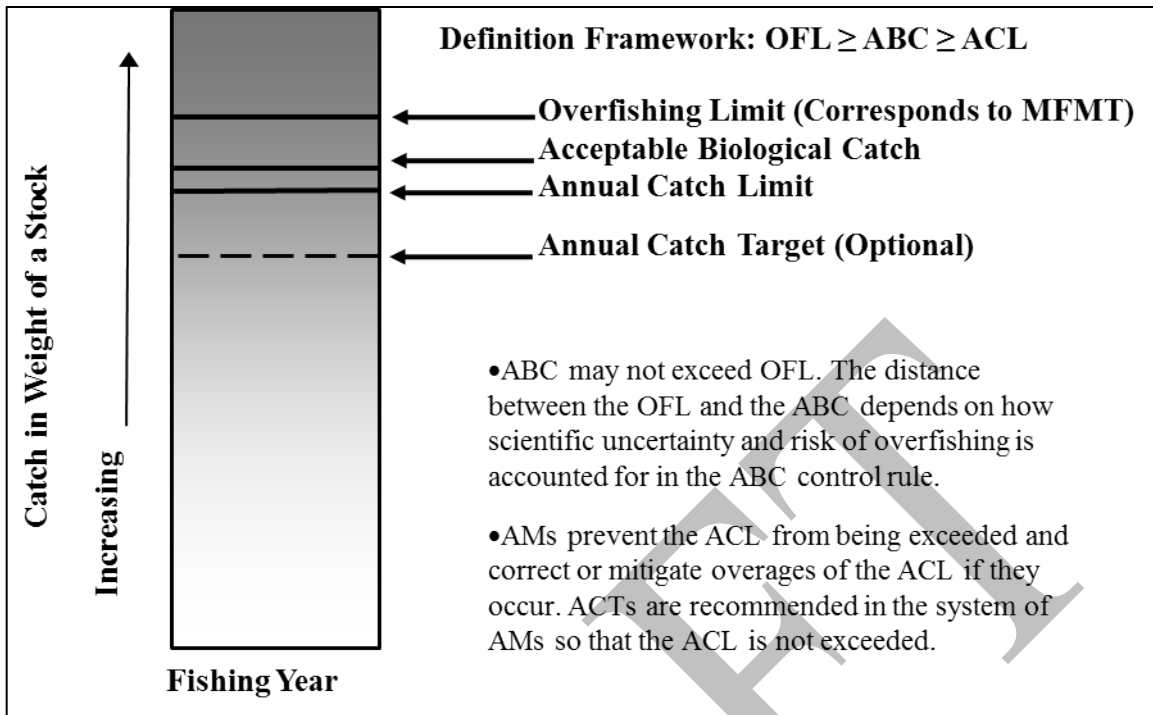 Definition Framework: OFL ≥ ABC ≥ ACL
Overfishing Limit (Corresponds to MFMT)
Acceptable Biological Catch
Annual Catch Limit
Annual Catch Target (Optional)
Catch in Weight of a Stock
Increasing
•ABC may not exceed OFL. The distance
between the OFL and the ABC depends on how
scientific uncertainty and risk of overfishing is
accounted for in the ABC control rule.
•AMs prevent the ACL from being exceeded and
correct or mitigate overages of the ACL if they
occur. ACTs are recommended in the system of
AMs so that the ACL is not exceeded.
Fishing Year
FT